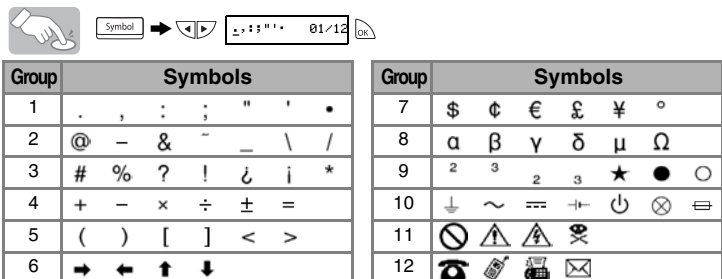 Symbol .,:;"'• 01/12 OK
Group Symbols
1 . , : ; " ' •
2 @ – & ~ _ \ /
3 # % ? ! ¿ ¡ *
4 + – × ÷ ± =
5 ( ) [ ] < >
6 ➡ ⬅ ⬆ ⬇
Group Symbols
7 $ ¢ € £ ¥ °
8 α β γ δ μ Ω
9 ² ³ ₂ ₃ ★ ● ○
10
11
12